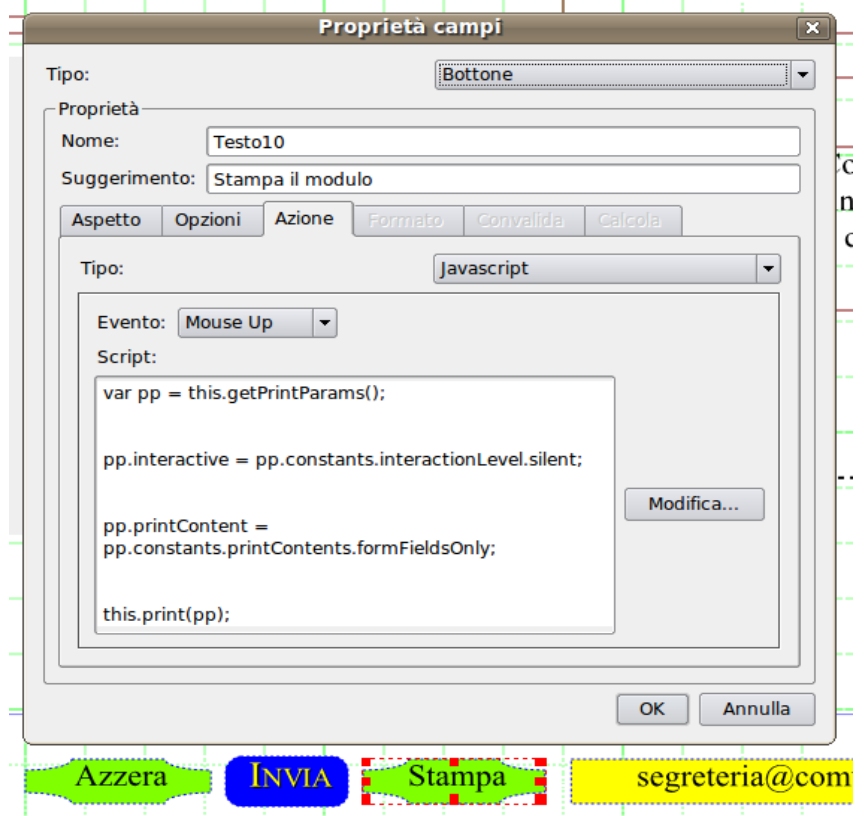 Proprietà campi
Tipo:
Bottone
Proprietà
Nome:
Testo10
Suggerimento:
Stampa il modulo
Aspetto
Opzioni
Azione
Formato
Convalida
Calcola
Tipo:
Javascript
Evento:
Mouse Up
Script:
var pp = this.getPrintParams();
pp.interactive = pp.constants.interactionLevel.silent;
pp.printContent =
pp.constants.printContents.formFieldsOnly;
this.print(pp);
Modifica...
OK
Annulla
Azzera
INVIA
Stampa
segreteria@com